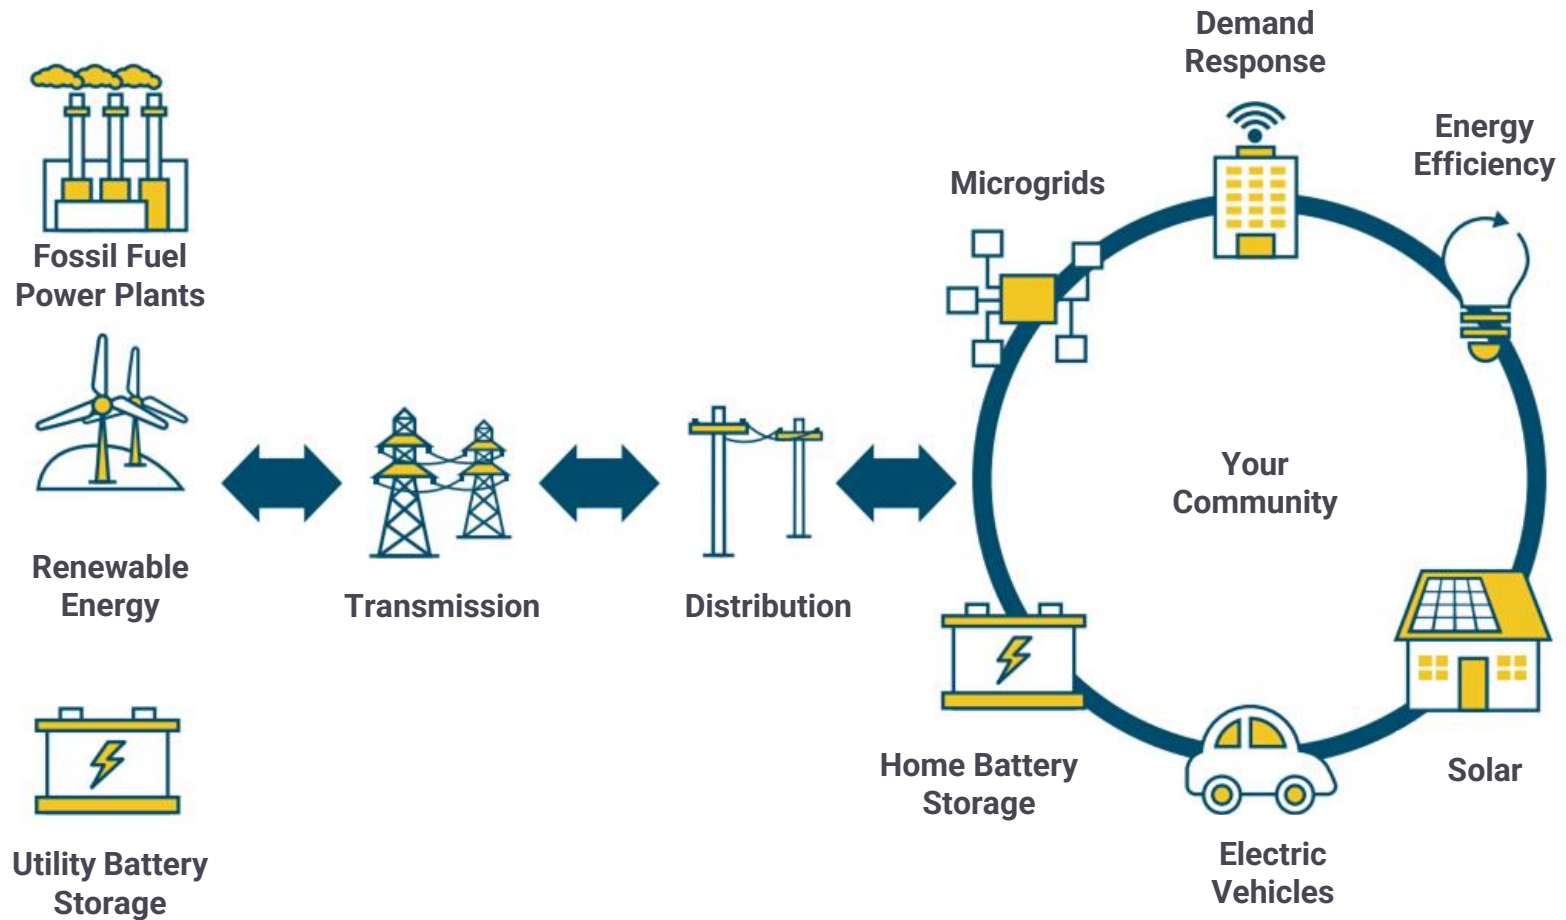 Demand
Response
Energy
Efficiency
Microgrids
Fossil Fuel
Power Plants
Your
Community
Renewable
Energy
Transmission
Distribution
Home Battery
Storage
Solar
Utility Battery
Storage
Electric
Vehicles